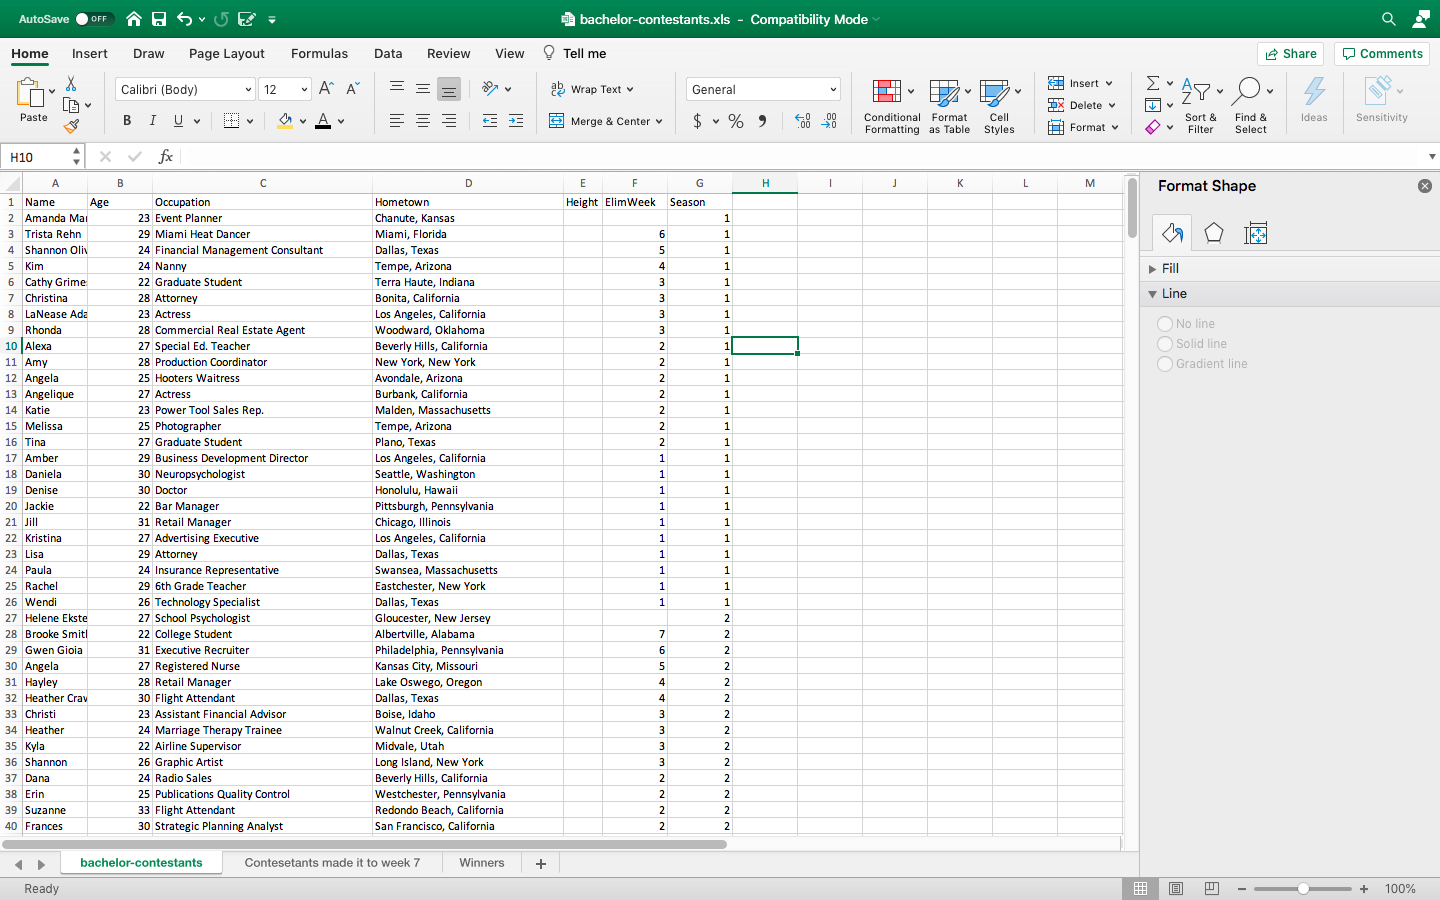 AutoSave OFF bachelor-contestants.xls - Compatibility Mode
Home Insert Draw Page Layout Formulas Data Review View Tell me Share Comments
Paste Calibri (Body) 12 Wrap Text General Conditional Formatting Format as Table Cell Styles Insert Sort & Filter Find & Select Ideas Sensitivity
B I U Merge & Center $ % Delete
Format
H10 fx
A B C D E F G H I J K L M
1 Name Age Occupation Hometown Height ElimWeek Season
2 Amanda Mar 23 Event Planner Chanute, Kansas 1
3 Trista Rehn 29 Miami Heat Dancer Miami, Florida 6 1
4 Shannon Oliv 24 Financial Management Consultant Dallas, Texas 5 1
5 Kim 24 Nanny Tempe, Arizona 4 1
6 Cathy Grimes 22 Graduate Student Terra Haute, Indiana 3 1
7 Christina 28 Attorney Bonita, California 3 1
8 LaNease Ada 23 Actress Los Angeles, California 3 1
9 Rhonda 28 Commercial Real Estate Agent Woodward, Oklahoma 3 1
10 Alexa 27 Special Ed. Teacher Beverly Hills, California 2 1
11 Amy 28 Production Coordinator New York, New York 2 1
12 Angela 25 Hooters Waitress Avondale, Arizona 2 1
13 Angelique 27 Actress Burbank, California 2 1
14 Katie 23 Power Tool Sales Rep. Malden, Massachusetts 2 1
15 Melissa 25 Photographer Tempe, Arizona 2 1
16 Tina 27 Graduate Student Plano, Texas 2 1
17 Amber 29 Business Development Director Los Angeles, California 1 1
18 Daniela 30 Neuropsychologist Seattle, Washington 1 1
19 Denise 30 Doctor Honolulu, Hawaii 1 1
20 Jackie 22 Bar Manager Pittsburgh, Pennsylvania 1 1
21 Jill 31 Retail Manager Chicago, Illinois 1 1
22 Kristina 27 Advertising Executive Los Angeles, California 1 1
23 Lisa 29 Attorney Dallas, Texas 1 1
24 Paula 24 Insurance Representative Swansea, Massachusetts 1 1
25 Rachel 29 6th Grade Teacher Eastchester, New York 1 1
26 Wendi 26 Technology Specialist Dallas, Texas 1 1
27 Helene Ekste 27 School Psychologist Gloucester, New Jersey 2
28 Brooke Smitl 22 College Student Albertville, Alabama 7 2
29 Gwen Gioia 31 Executive Recruiter Philadelphia, Pennsylvania 6 2
30 Angela 27 Registered Nurse Kansas City, Missouri 5 2
31 Hayley 28 Retail Manager Lake Oswego, Oregon 4 2
32 Heather Crav 30 Flight Attendant Dallas, Texas 4 2
33 Christi 23 Assistant Financial Advisor Boise, Idaho 3 2
34 Heather 24 Marriage Therapy Trainee Walnut Creek, California 3 2
35 Kyla 22 Airline Supervisor Midvale, Utah 3 2
36 Shannon 26 Graphic Artist Long Island, New York 3 2
37 Dana 24 Radio Sales Beverly Hills, California 2 2
38 Erin 25 Publications Quality Control Westchester, Pennsylvania 2 2
39 Suzanne 33 Flight Attendant Redondo Beach, California 2 2
40 Frances 30 Strategic Planning Analyst San Francisco, California 2 2
Format Shape
Fill
Line
No line
Solid line
Gradient line
bachelor-contestants Contesetants made it to week 7 Winners +
Ready 100%